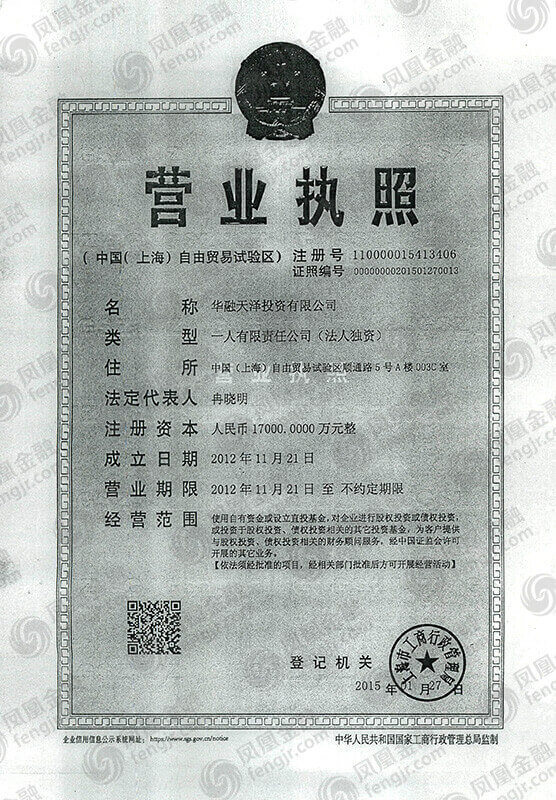 营业执照
（中国（上海）自由贸易试验区） 注册号 110000015413406
证照编号 00000000201501270013
名 称 华融天泽投资有限公司
类 型 一人有限责任公司（法人独资）
住 所 中国（上海）自由贸易试验区顺通路5号A楼003C室
法定代表人 冉晓明
注册资本 人民币17000.0000万元整
成立日期 2012年11月21日
营业期限 2012年11月21日 至 不约定期限
经营范围 使用自有资金或设立直投基金，对企业进行股权投资或债权投资，
或投资于股权投资、债权投资相关的其它投资基金，为客户提供
与股权投资、债权投资相关的财务顾问服务，经中国证监会许可
开展的其它业务。
【依法须经批准的项目，经相关部门批准后方可开展经营活动】
营业执照
登记机关
上海市工商行政管理局
2015年01月27日
企业信用信息公示系统网址：https://www.sgs.gov.cn/notice
中华人民共和国国家工商行政管理总局监制
凤凰金融
fengjr.com